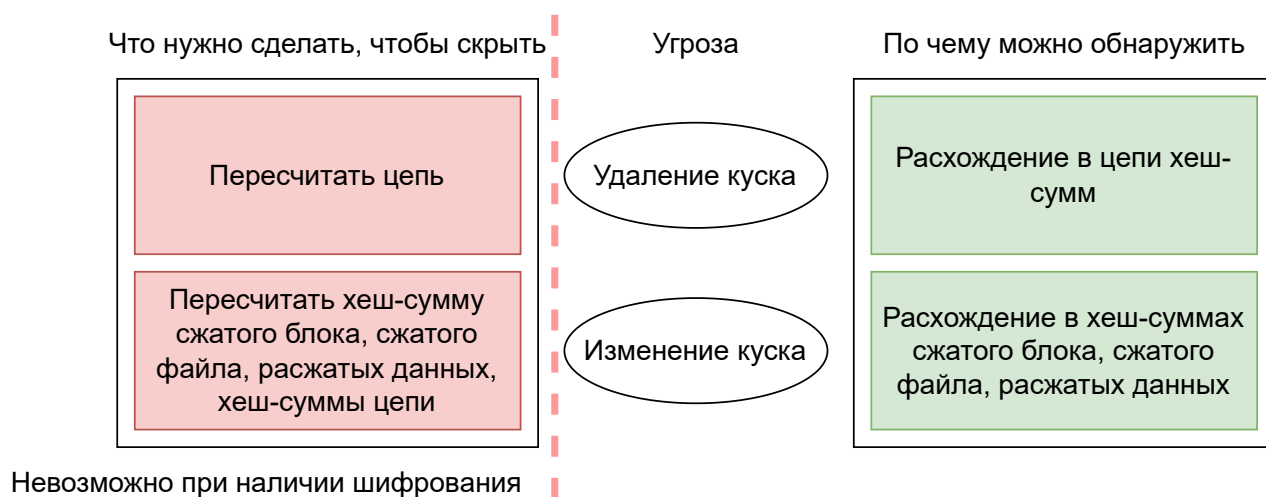 Что нужно сделать, чтобы скрыть
Угроза
По чему можно обнаружить
Пересчитать цепь
Удаление куска
Расхождение в цепи хеш-
сумм
Пересчитать хеш-сумму
сжатого блока, сжатого
файла, расжатых данных,
хеш-суммы цепи
Изменение куска
Расхождение в хеш-суммах
сжатого блока, сжатого
файла, расжатых данных
Невозможно при наличии шифрования